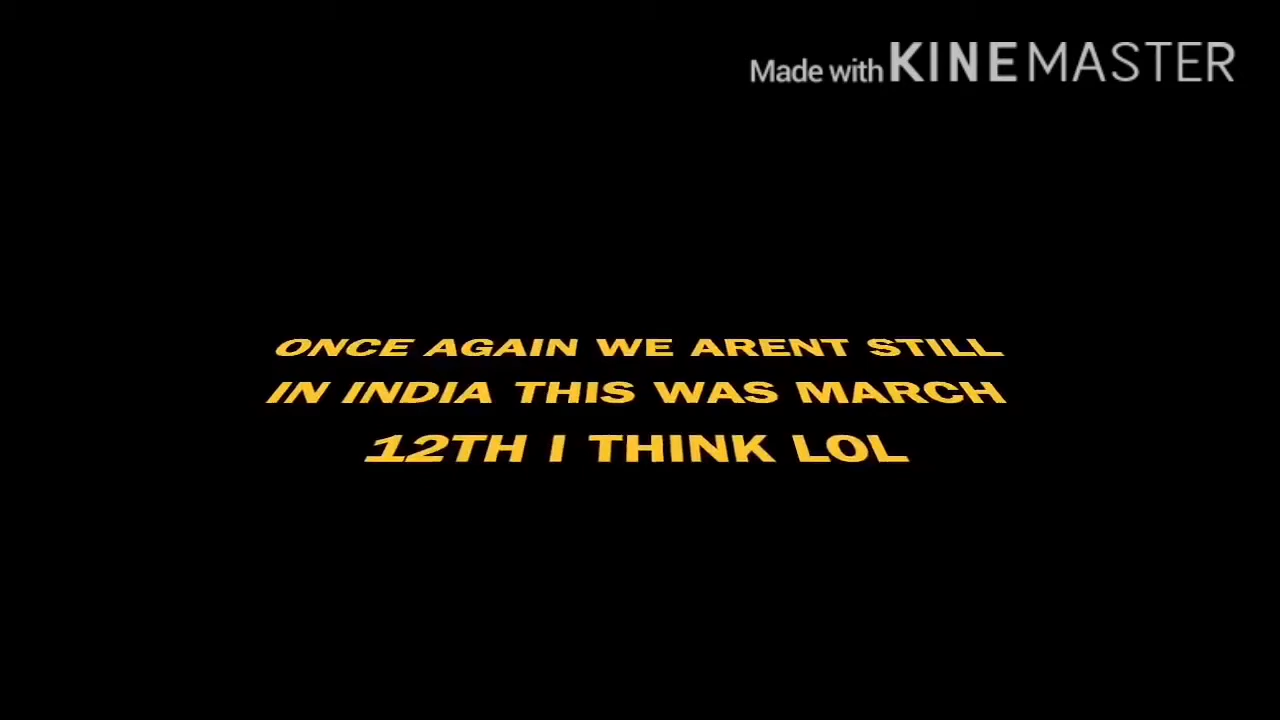 Made with KINEMASTER
ONCE AGAIN WE ARENT STILL
IN INDIA THIS WAS MARCH
12TH I THINK LOL